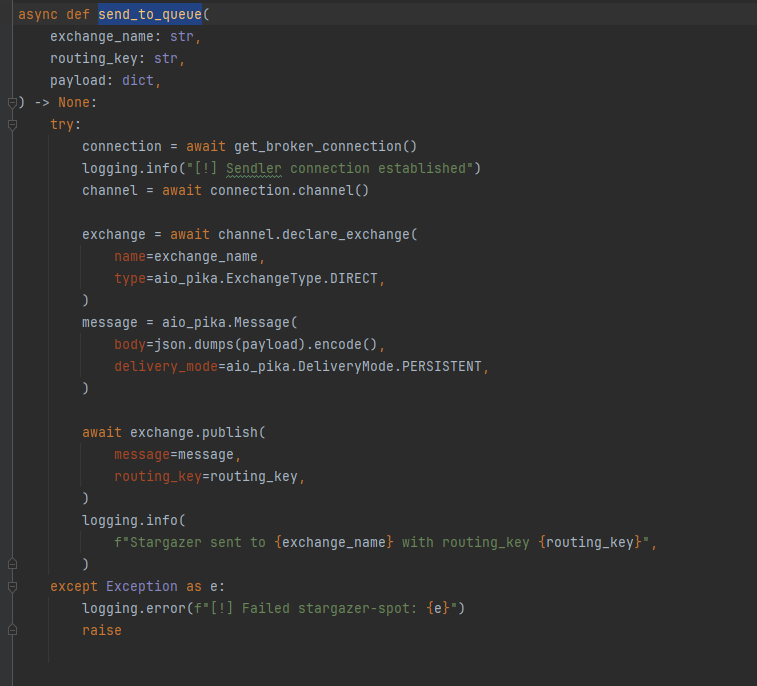 async def send_to_queue(
    exchange_name: str,
    routing_key: str,
    payload: dict,
) -> None:
    try:
        connection = await get_broker_connection()
        logging.info("[!] Sendler connection established")
        channel = await connection.channel()

        exchange = await channel.declare_exchange(
            name=exchange_name,
            type=aio_pika.ExchangeType.DIRECT,
        )
        message = aio_pika.Message(
            body=json.dumps(payload).encode(),
            delivery_mode=aio_pika.DeliveryMode.PERSISTENT,
        )

        await exchange.publish(
            message=message,
            routing_key=routing_key,
        )
        logging.info(
            f"Stargazer sent to {exchange_name} with routing_key {routing_key}",
        )
    except Exception as e:
        logging.error(f"[!] Failed stargazer-spot: {e}")
        raise